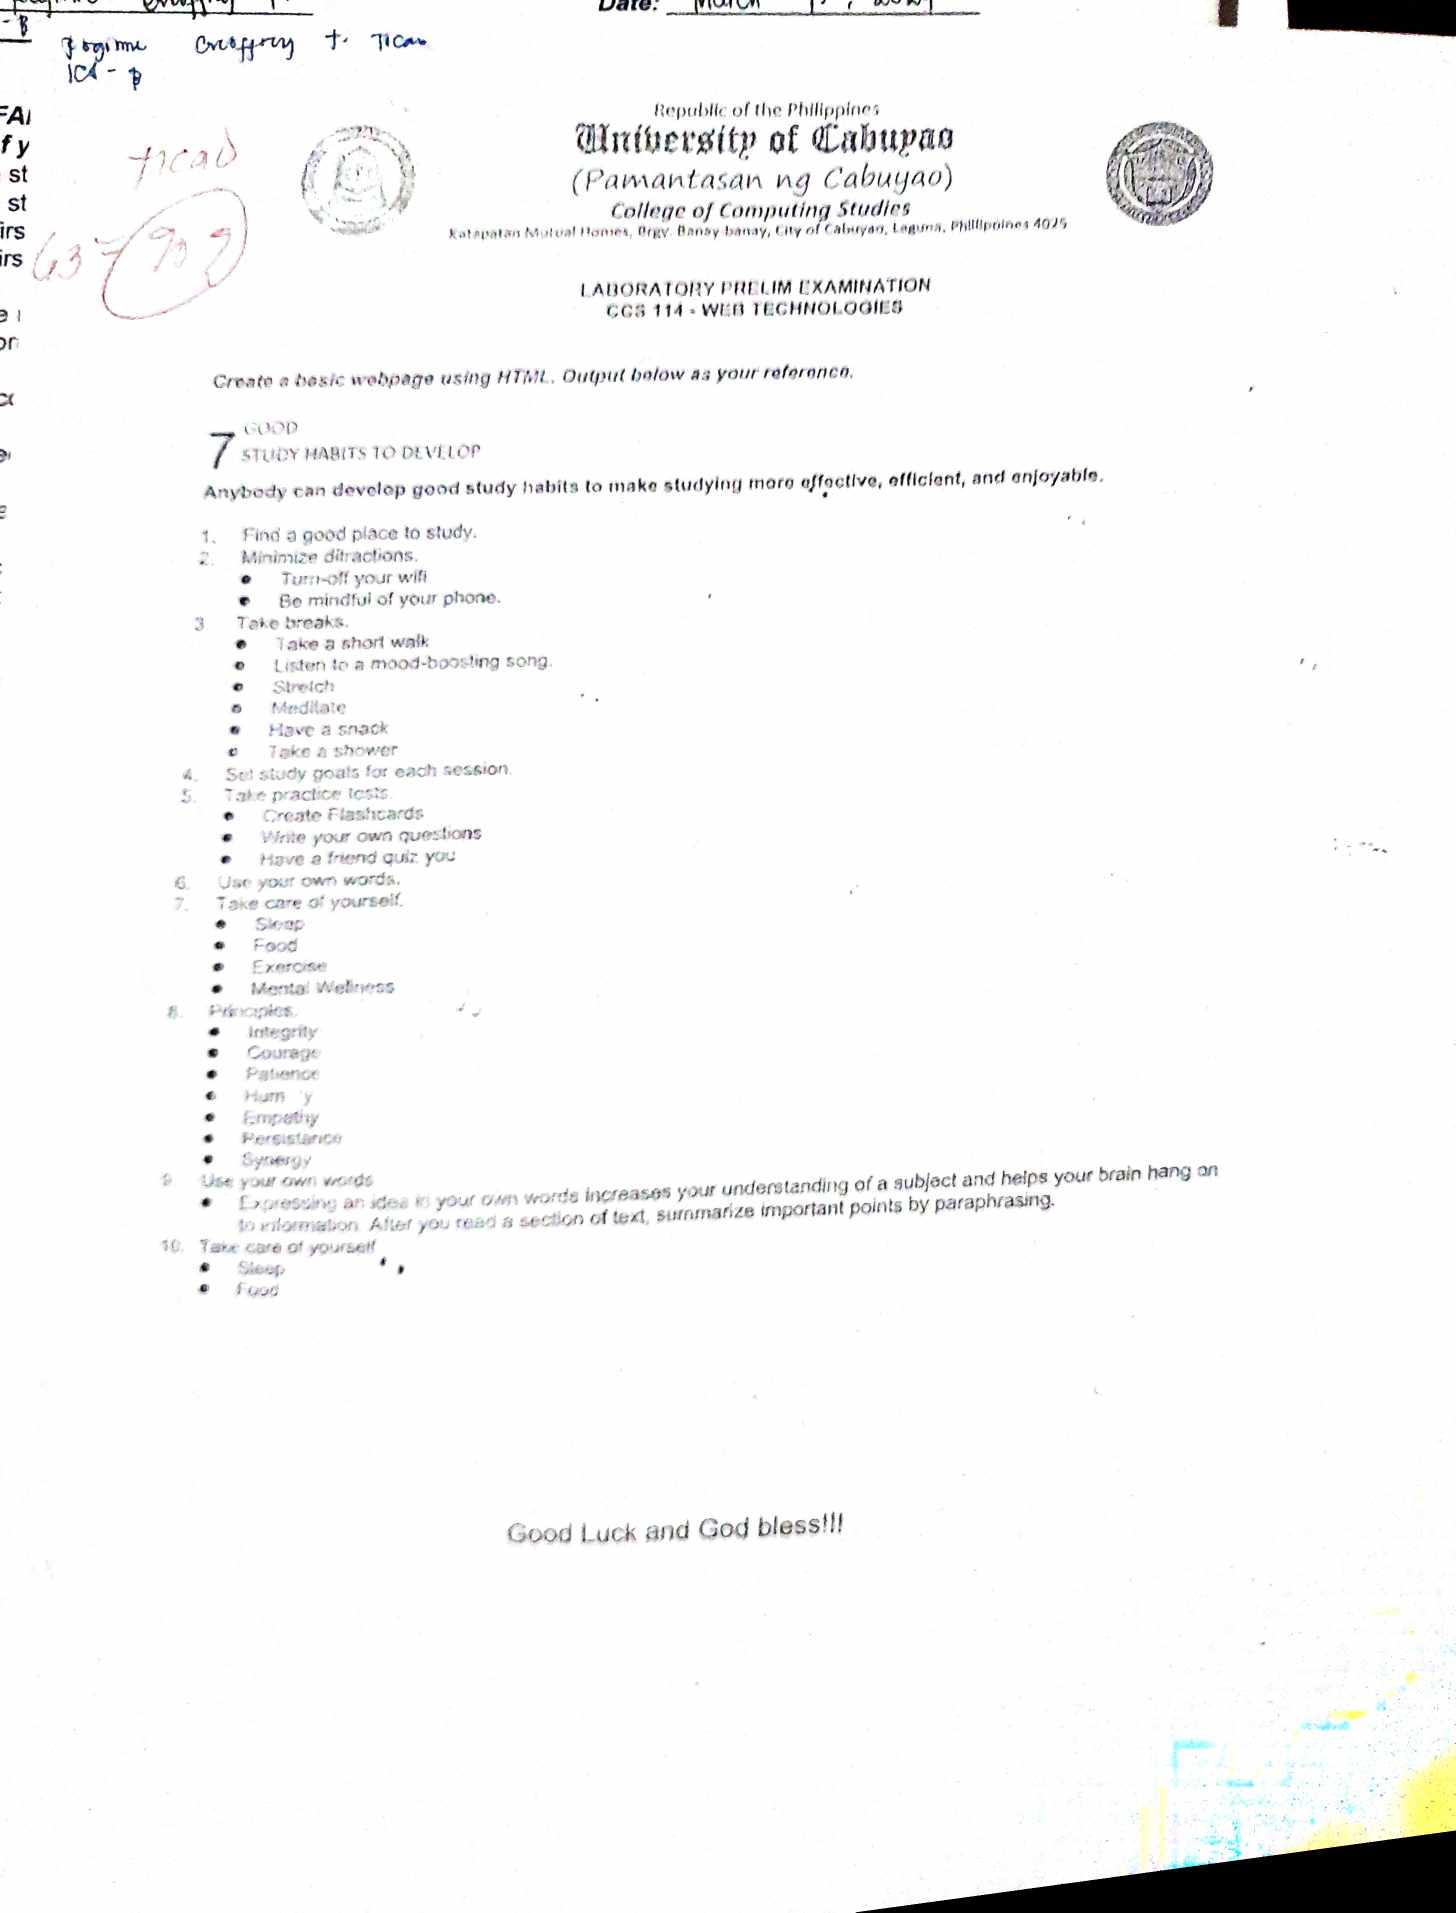 Date: March
T. Ticao
FA
f y
st
st
irs
irs
ticao
637
Republic of the Philippines
University of Cabuyao
(Pamantasan ng Cabuyao)
College of Computing Studies
Katapatan Mutual Homes, Brgy. Banay-banay, City of Cabuyao, Laguna, Philippines 4025
LABORATORY PRELIM EXAMINATION
CCS 114 - WEB TECHNOLOGIES
Create a basic webpage using HTML. Output below as your reference.
7 GOOD
STUDY HABITS TO DEVELOP
Anybody can develop good study habits to make studying more effective, efficient, and enjoyable.
1. Find a good place to study.
2. Minimize ditractions.
• Turn-off your wifi
• Be mindful of your phone.
3 Take breaks.
• Take a short walk
• Listen to a mood-boosting song.
• Stretch
• Meditate
• Have a snack
• Take a shower
4. Set study goals for each session.
5. Take practice tests.
• Create Flashcards
• Write your own questions
• Have a friend quiz you
6. Use your own words.
7. Take care of yourself.
• Sleep
• Food
• Exercise
• Mental Wellness
8. Principles.
• Integrity
• Courage
• Patience
• Hum y
• Empathy
• Persistance
• Synergy
9 Use your own words
• Expressing an idea in your own words increases your understanding of a subject and helps your brain hang on
to information. After you read a section of text, summarize important points by paraphrasing.
10. Take care of yourself
• Sleep
• Food
Good Luck and God bless!!!